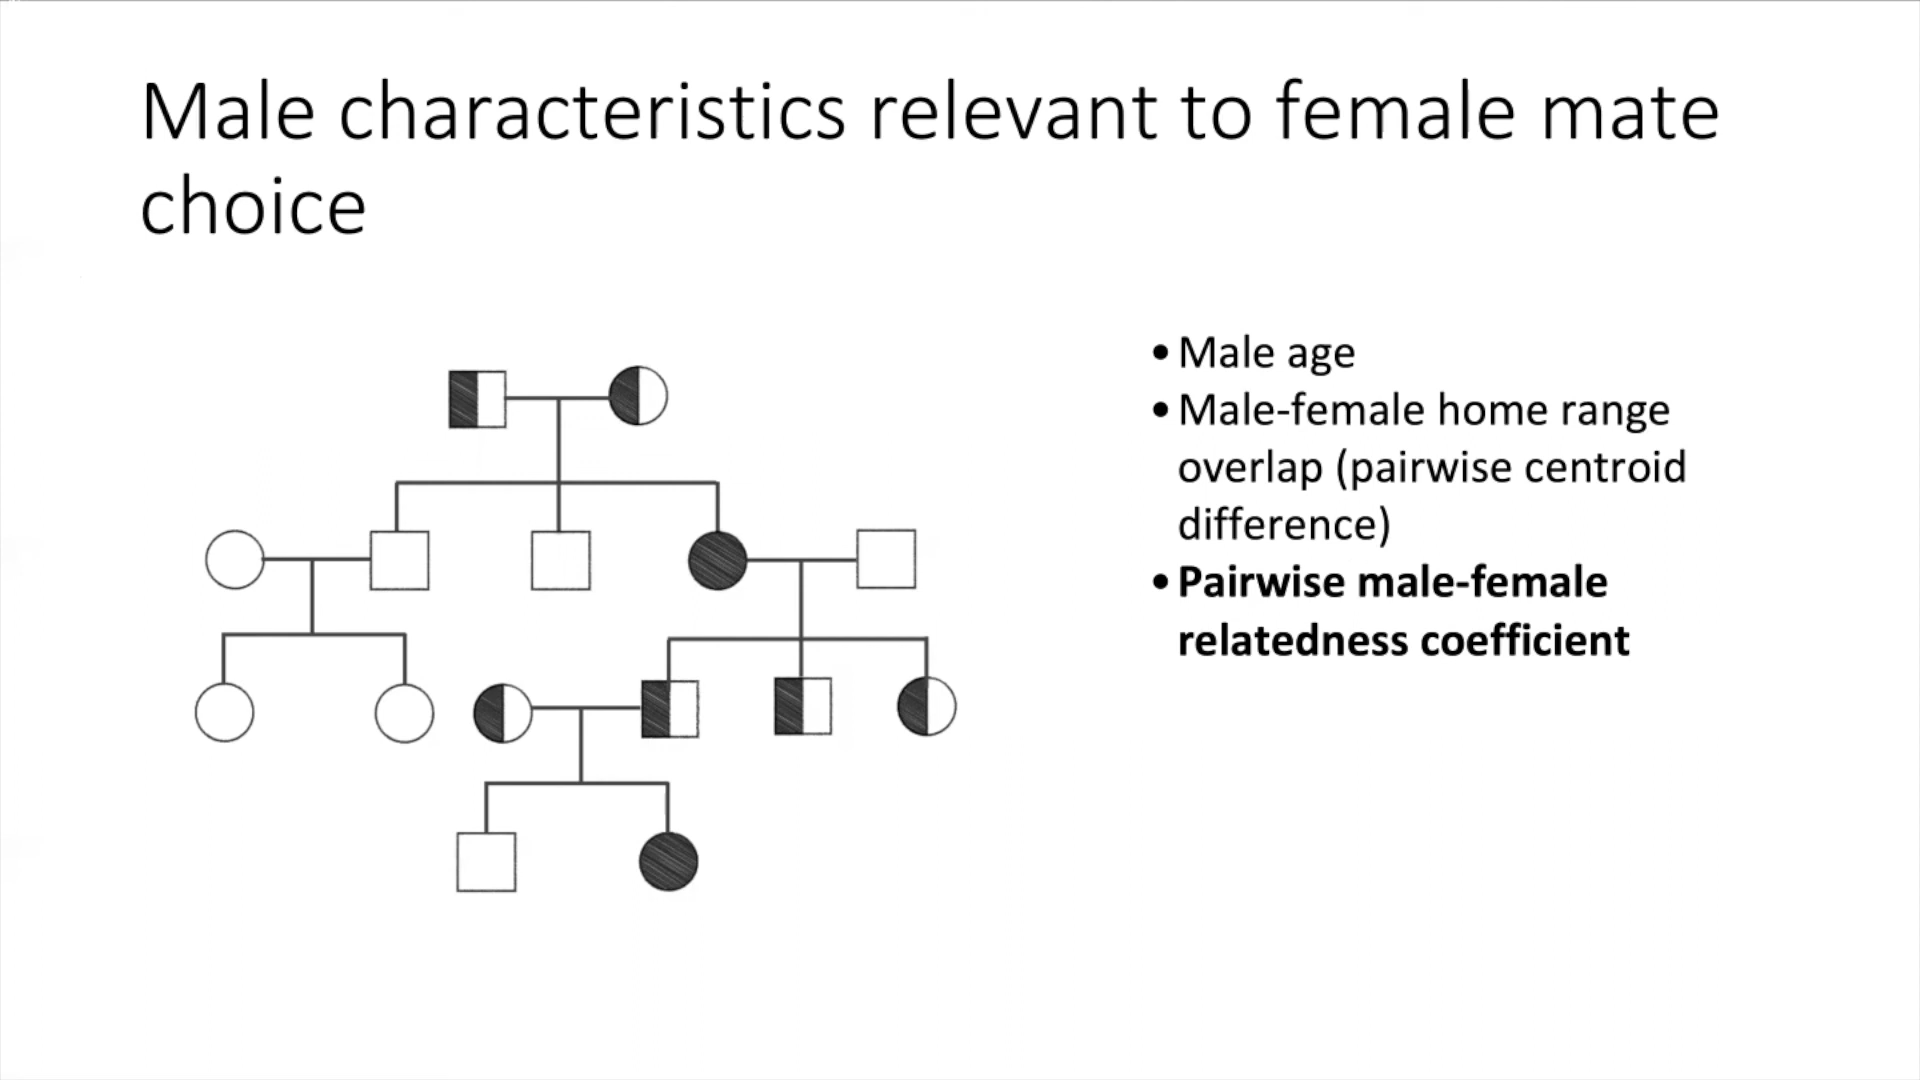 Male characteristics relevant to female mate
choice
•Male age
•Male-female home range
overlap (pairwise centroid
difference)
•Pairwise male-female
relatedness coefficient